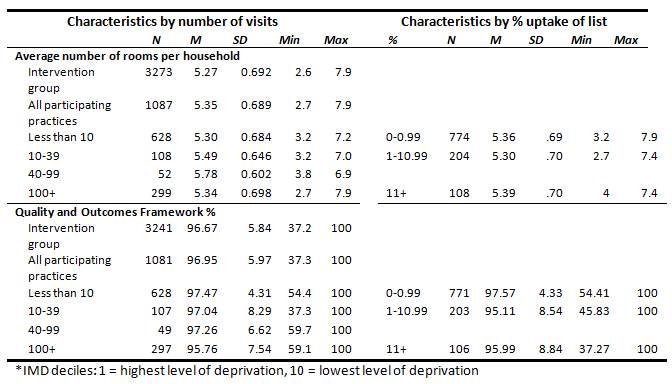 Characteristics by number of visits Characteristics by % uptake of list
N M SD Min Max % N M SD Min Max
Average number of rooms per household
Intervention 3273 5.27 0.692 2.6 7.9
group
All participating 1087 5.35 0.689 2.7 7.9
practices
Less than 10 628 5.30 0.684 3.2 7.2 0-0.99 774 5.36 .69 3.2 7.9
10-39 108 5.49 0.646 3.2 7.0 1-10.99 204 5.30 .70 2.7 7.4
40-99 52 5.78 0.602 3.8 6.9
100+ 299 5.34 0.698 2.7 7.9 11+ 108 5.39 .70 4 7.4
Quality and Outcomes Framework %
Intervention 3241 96.67 5.84 37.2 100
group
All participating 1081 96.95 5.97 37.3 100
practices
Less than 10 628 97.47 4.31 54.4 100 0-0.99 771 97.57 4.33 54.41 100
10-39 107 97.04 8.29 37.3 100 1-10.99 203 95.11 8.54 45.83 100
40-99 49 97.26 6.62 59.7 100
100+ 297 95.76 7.54 59.1 100 11+ 106 95.99 8.84 37.27 100
*IMD deciles: 1 = highest level of deprivation, 10 = lowest level of deprivation